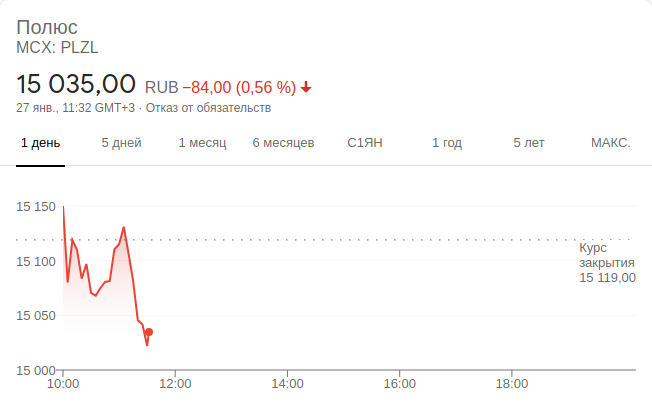 Полюс
MCX: PLZL
15 035,00 RUB −84,00 (0,56 %)
27 янв., 11:32 GMT+3 · Отказ от обязательств
1 день 5 дней 1 месяц 6 месяцев С1ЯН 1 год 5 лет МАКС.
15 150
Курс
закрытия
15 119,00
15 100
15 050
15 000
10:00 12:00 14:00 16:00 18:00